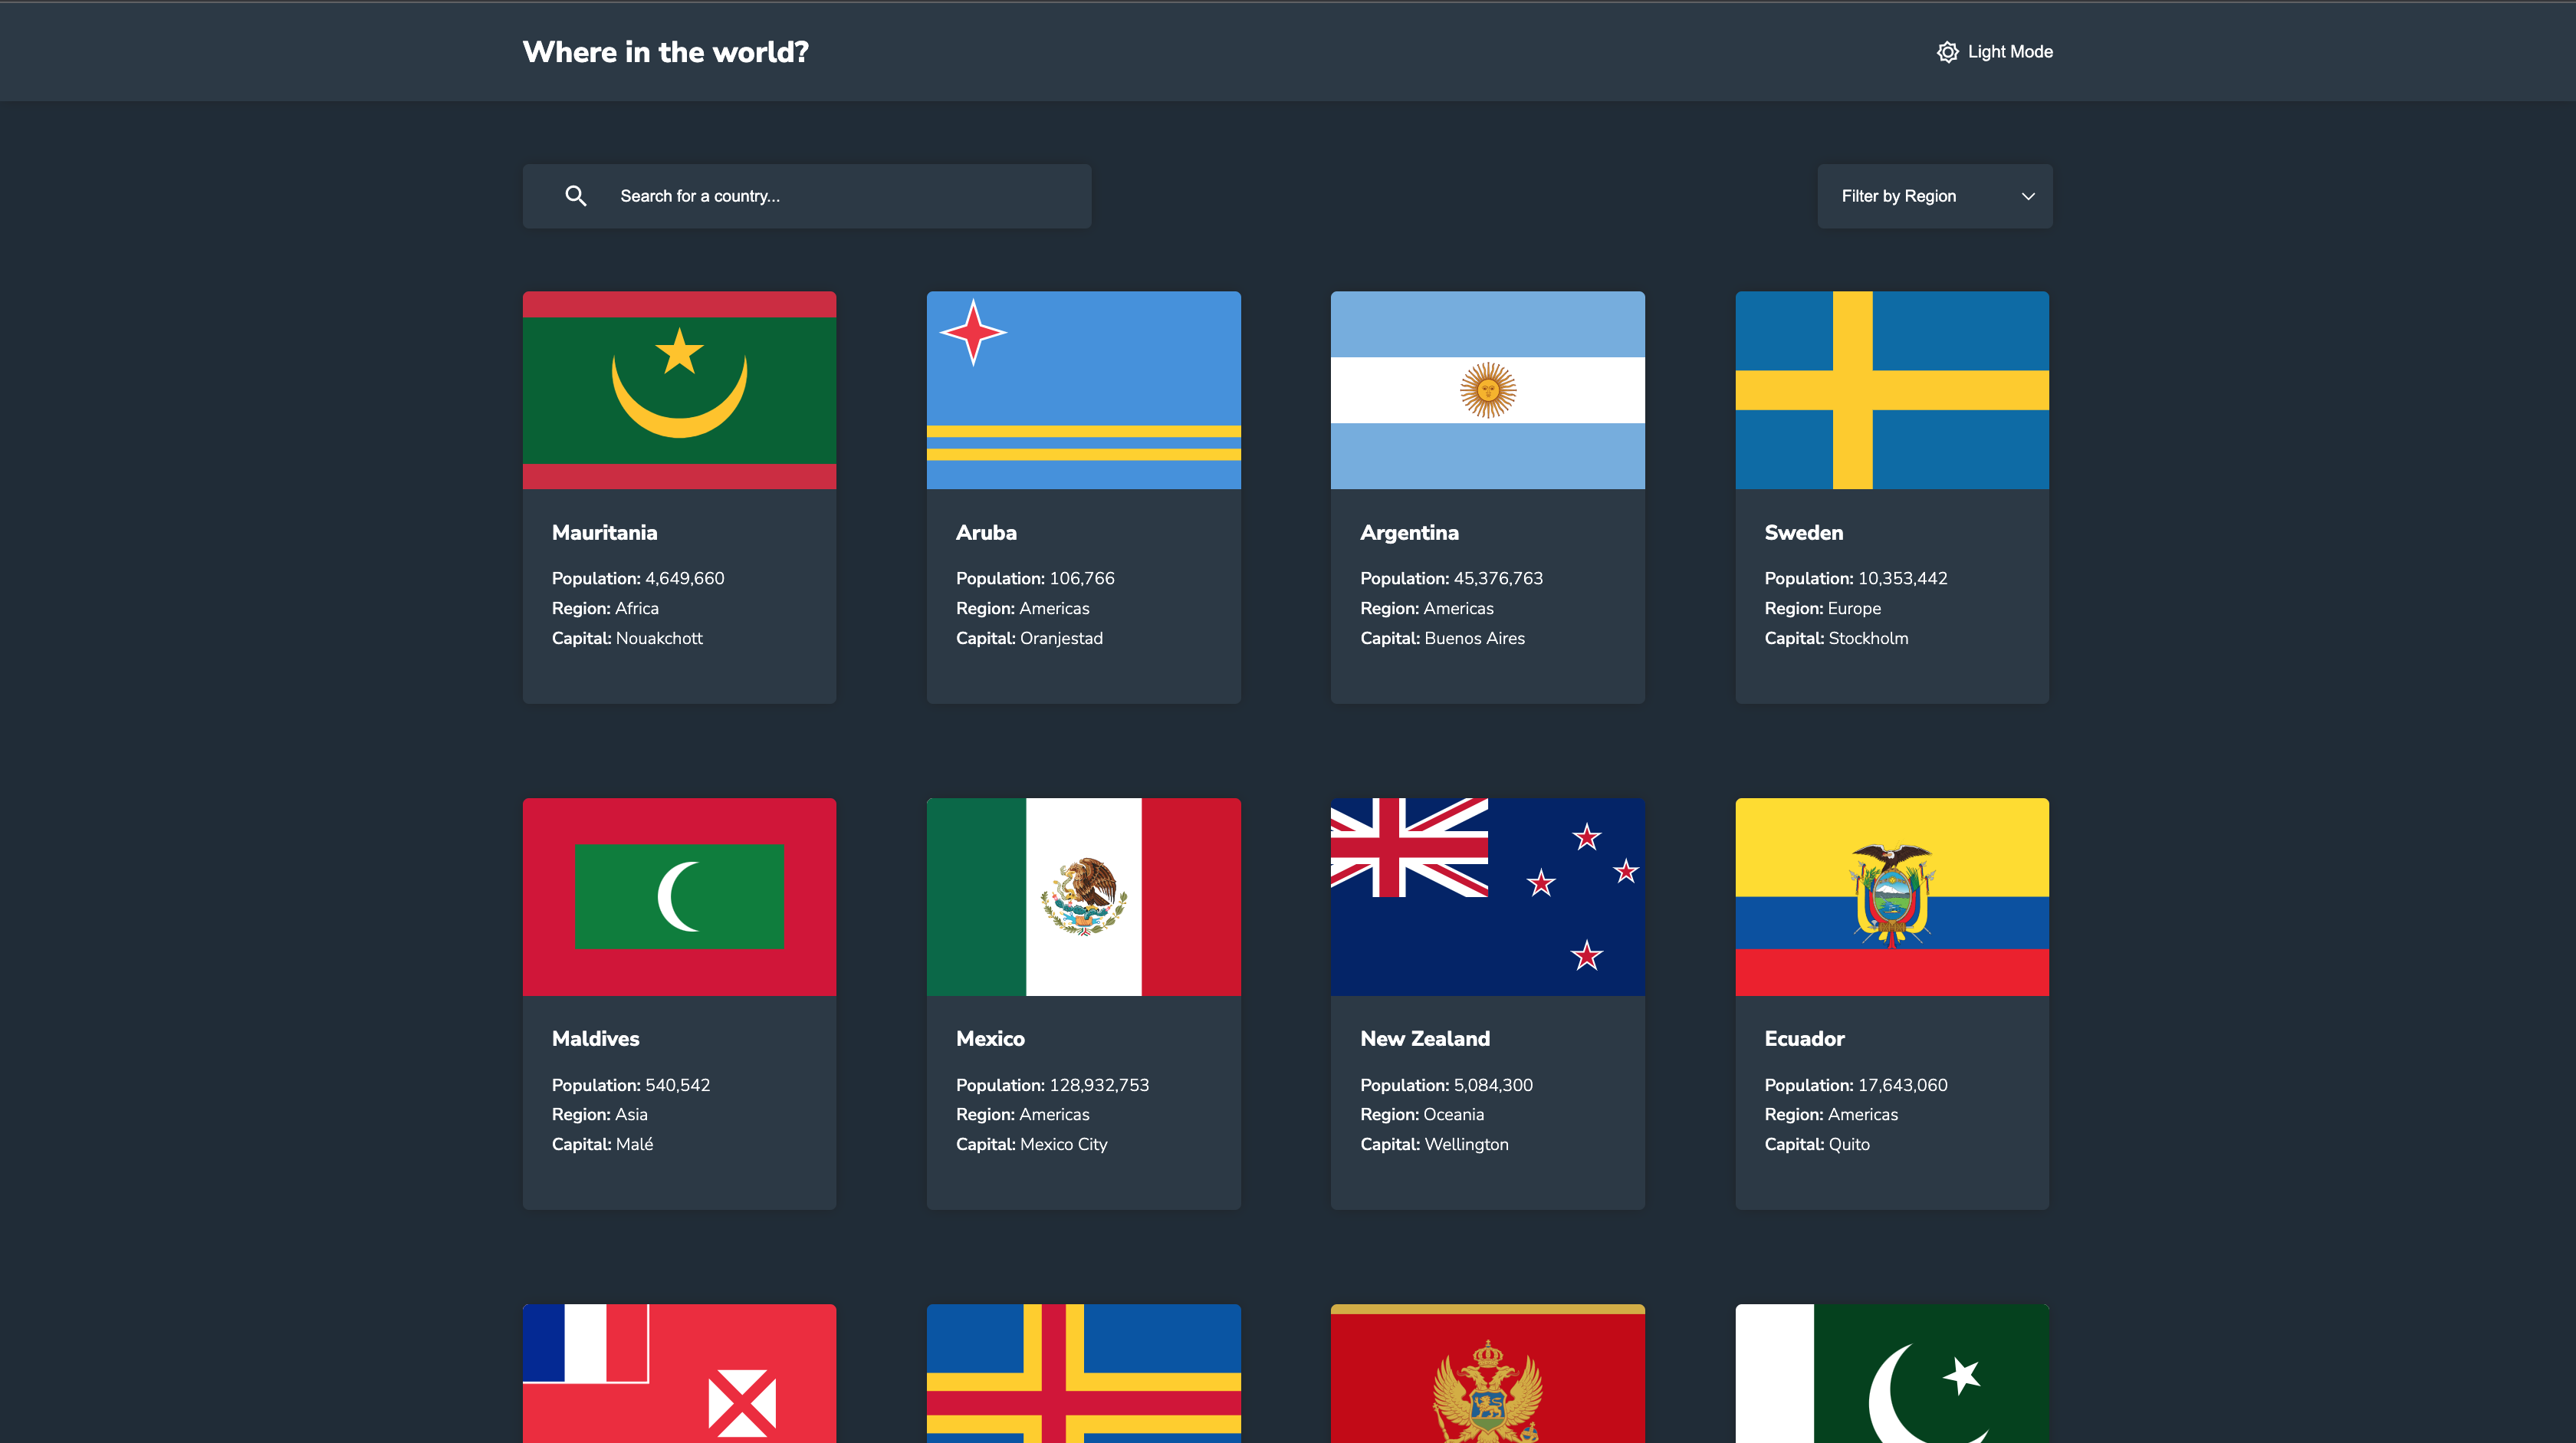 Where in the world?
Light Mode
Search for a country...
Filter by Region
Mauritania
Population: 4,649,660
Region: Africa
Capital: Nouakchott
Aruba
Population: 106,766
Region: Americas
Capital: Oranjestad
Argentina
Population: 45,376,763
Region: Americas
Capital: Buenos Aires
Sweden
Population: 10,353,442
Region: Europe
Capital: Stockholm
Maldives
Population: 540,542
Region: Asia
Capital: Malé
Mexico
Population: 128,932,753
Region: Americas
Capital: Mexico City
New Zealand
Population: 5,084,300
Region: Oceania
Capital: Wellington
Ecuador
Population: 17,643,060
Region: Americas
Capital: Quito